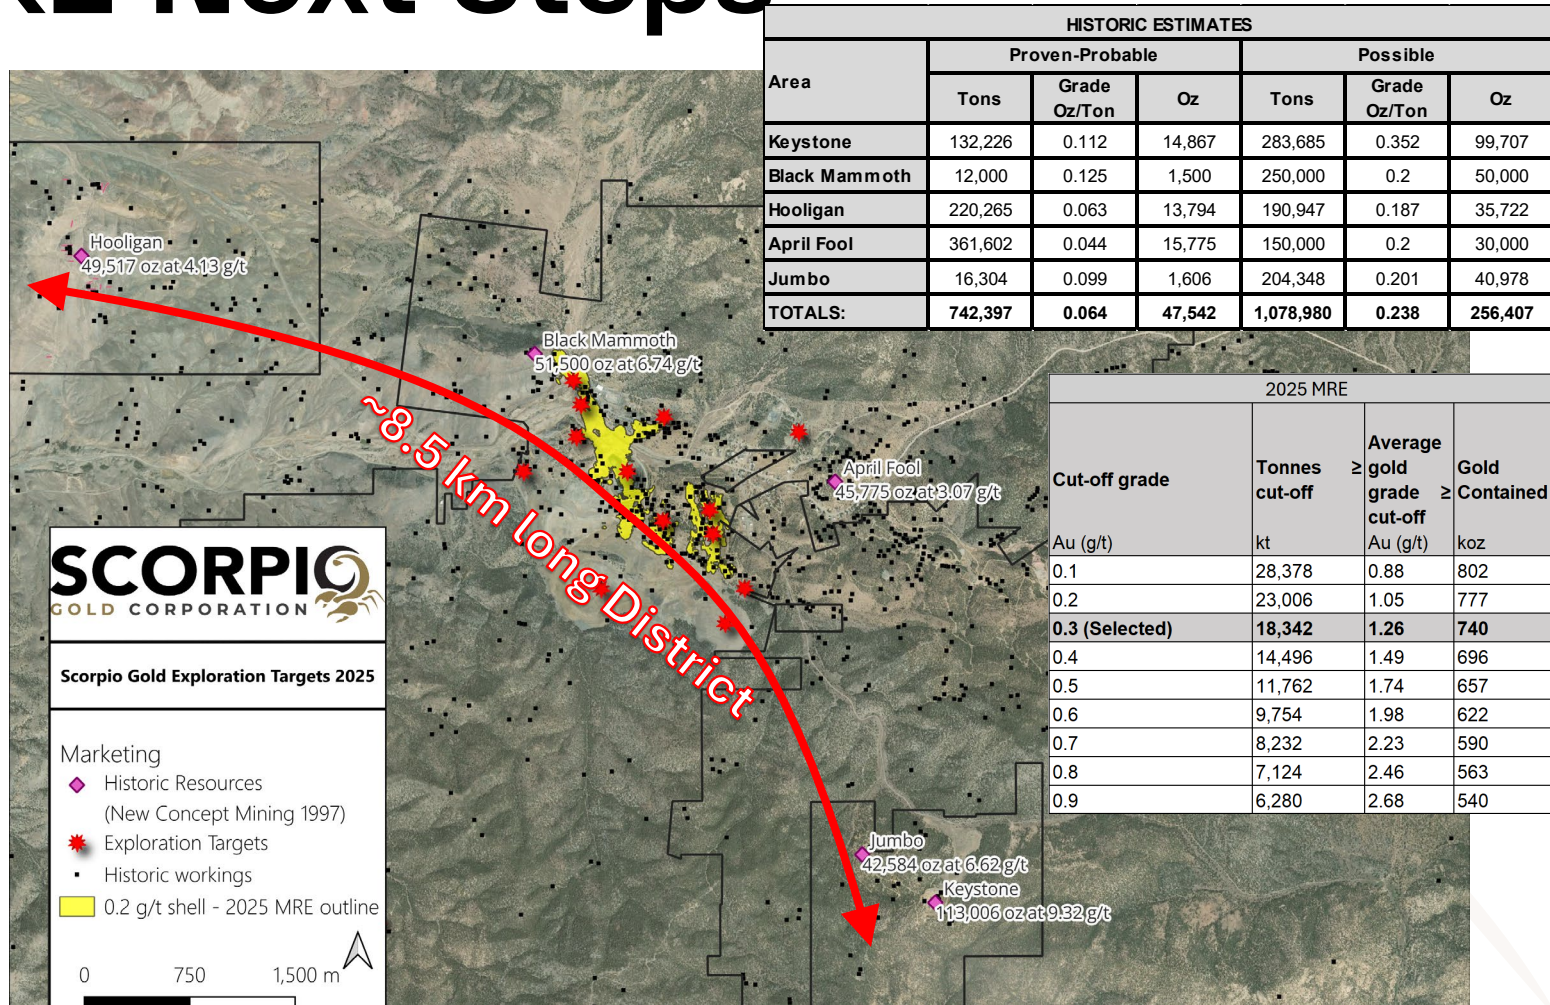 Next Steps
HISTORIC ESTIMATES
Area Proven-Probable Possible
Tons Grade Oz/Ton Oz Tons Grade Oz/Ton Oz
Keystone 132,226 0.112 14,867 283,685 0.352 99,707
Black Mammoth 12,000 0.125 1,500 250,000 0.2 50,000
Hooligan 220,265 0.063 13,794 190,947 0.187 35,722
April Fool 361,602 0.044 15,775 150,000 0.2 30,000
Jumbo 16,304 0.099 1,606 204,348 0.201 40,978
TOTALS: 742,397 0.064 47,542 1,078,980 0.238 256,407
Hooligan
49,517 oz at 4.13 g/t
Black Mammoth
51,500 oz at 6.74 g/t
April Fool
45,775 oz at 3.07 g/t
~8.5 km long District
Jumbo
42,584 oz at 6.62 g/t
Keystone
113,006 oz at 9.32 g/t
2025 MRE
Cut-off grade Tonnes ≥ cut-off Average gold grade ≥ cut-off Gold Contained
Au (g/t) kt Au (g/t) koz
0.1 28,378 0.88 802
0.2 23,006 1.05 777
0.3 (Selected) 18,342 1.26 740
0.4 14,496 1.49 696
0.5 11,762 1.74 657
0.6 9,754 1.98 622
0.7 8,232 2.23 590
0.8 7,124 2.46 563
0.9 6,280 2.68 540
SCORPIO
GOLD CORPORATION
Scorpio Gold Exploration Targets 2025
Marketing
Historic Resources
(New Concept Mining 1997)
Exploration Targets
Historic workings
0.2 g/t shell - 2025 MRE outline
0 750 1,500 m